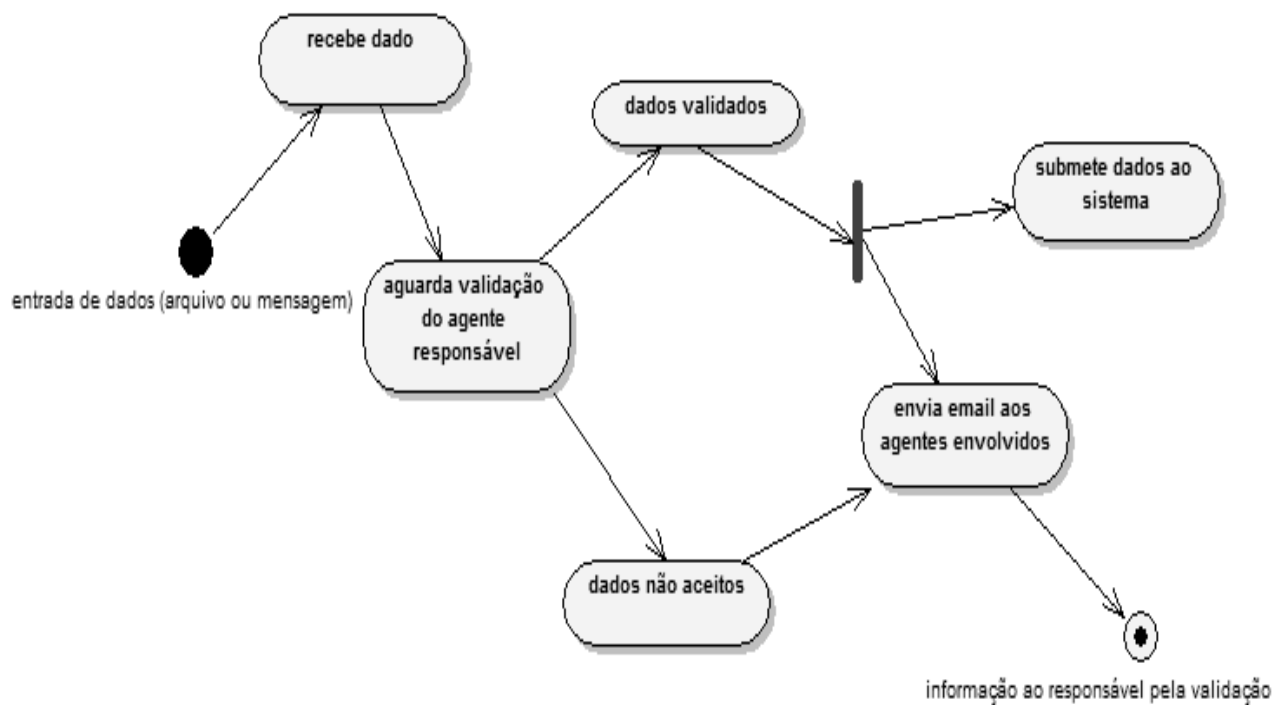 recebe dado
dados validados
submete dados ao
sistema
entrada de dados (arquivo ou mensagem)
aguarda validação
do agente
responsável
envia email aos
agentes envolvidos
dados não aceitos
informação ao responsável pela validação